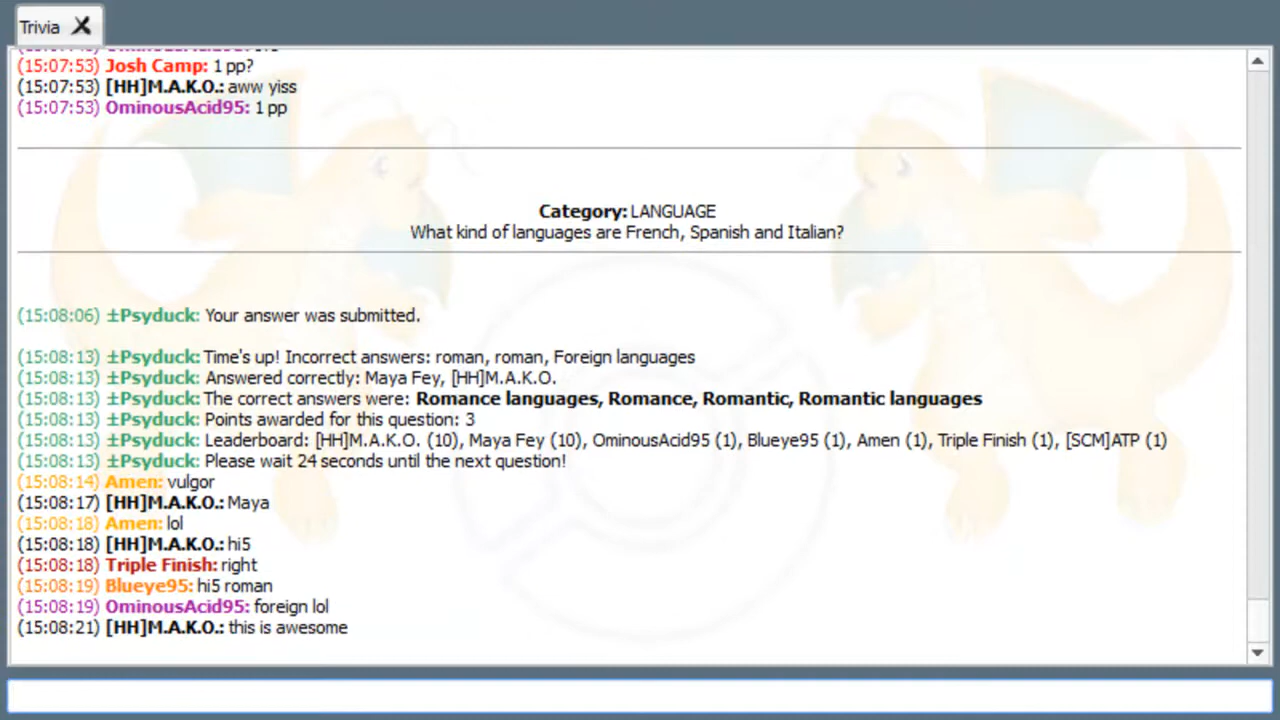 Trivia X
(15:07:53) Josh Camp: 1 pp?
(15:07:53) [HH]M.A.K.O.: aww yiss
(15:07:53) OminousAcid95: 1 pp
Category: LANGUAGE
What kind of languages are French, Spanish and Italian?
(15:08:06) ±Psyduck: Your answer was submitted.
(15:08:13) ±Psyduck: Time's up! Incorrect answers: roman, roman, Foreign languages
(15:08:13) ±Psyduck: Answered correctly: Maya Fey, [HH]M.A.K.O.
(15:08:13) ±Psyduck: The correct answers were: Romance languages, Romance, Romantic, Romantic languages
(15:08:13) ±Psyduck: Points awarded for this question: 3
(15:08:13) ±Psyduck: Leaderboard: [HH]M.A.K.O. (10), Maya Fey (10), OminousAcid95 (1), Blueye95 (1), Amen (1), Triple Finish (1), [SCM]ATP (1)
(15:08:13) ±Psyduck: Please wait 24 seconds until the next question!
(15:08:14) Amen: vulgor
(15:08:17) [HH]M.A.K.O.: Maya
(15:08:18) Amen: lol
(15:08:18) [HH]M.A.K.O.: hi5
(15:08:18) Triple Finish: right
(15:08:19) Blueye95: hi5 roman
(15:08:19) OminousAcid95: foreign lol
(15:08:21) [HH]M.A.K.O.: this is awesome